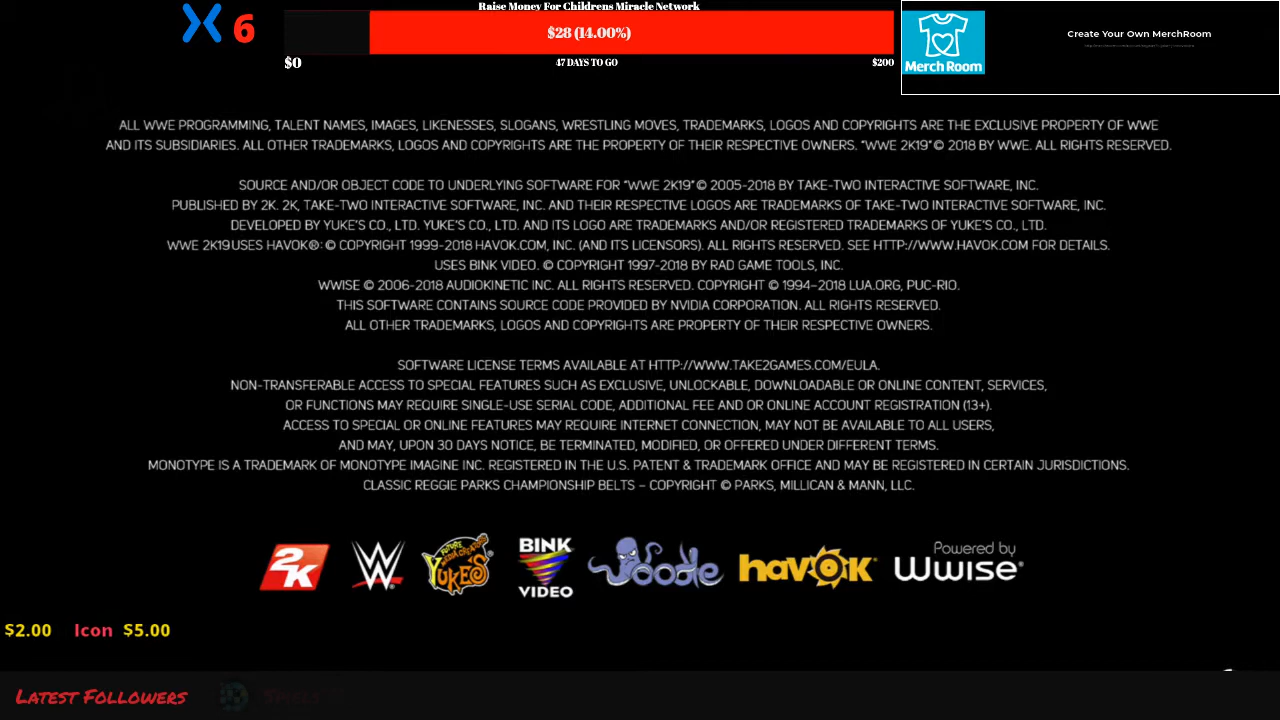 Raise Money For Childrens Miracle Network
6
$28 (14.00%)
$0
47 DAYS TO GO
$200
Merch Room
Create Your Own MerchRoom
ALL WWE PROGRAMMING, TALENT NAMES, IMAGES, LIKENESSES, SLOGANS, WRESTLING MOVES, TRADEMARKS, LOGOS AND COPYRIGHTS ARE THE EXCLUSIVE PROPERTY OF WWE
AND ITS SUBSIDIARIES. ALL OTHER TRADEMARKS, LOGOS AND COPYRIGHTS ARE THE PROPERTY OF THEIR RESPECTIVE OWNERS. "WWE 2K19" © 2018 BY WWE. ALL RIGHTS RESERVED.
SOURCE AND/OR OBJECT CODE TO UNDERLYING SOFTWARE FOR "WWE 2K19" © 2005-2018 BY TAKE-TWO INTERACTIVE SOFTWARE, INC.
PUBLISHED BY 2K. 2K, TAKE-TWO INTERACTIVE SOFTWARE, INC. AND THEIR RESPECTIVE LOGOS ARE TRADEMARKS OF TAKE-TWO INTERACTIVE SOFTWARE, INC.
DEVELOPED BY YUKE'S CO., LTD. YUKE'S CO., LTD. AND ITS LOGO ARE TRADEMARKS AND/OR REGISTERED TRADEMARKS OF YUKE'S CO., LTD.
WWE 2K19 USES HAVOK®: © COPYRIGHT 1999-2018 HAVOK.COM, INC. (AND ITS LICENSORS). ALL RIGHTS RESERVED. SEE HTTP://WWW.HAVOK.COM FOR DETAILS.
USES BINK VIDEO. © COPYRIGHT 1997-2018 BY RAD GAME TOOLS, INC.
WWISE © 2006-2018 AUDIOKINETIC INC. ALL RIGHTS RESERVED. COPYRIGHT © 1994–2018 LUA.ORG, PUC-RIO.
THIS SOFTWARE CONTAINS SOURCE CODE PROVIDED BY NVIDIA CORPORATION. ALL RIGHTS RESERVED.
ALL OTHER TRADEMARKS, LOGOS AND COPYRIGHTS ARE PROPERTY OF THEIR RESPECTIVE OWNERS.
SOFTWARE LICENSE TERMS AVAILABLE AT HTTP://WWW.TAKE2GAMES.COM/EULA.
NON-TRANSFERABLE ACCESS TO SPECIAL FEATURES SUCH AS EXCLUSIVE, UNLOCKABLE, DOWNLOADABLE OR ONLINE CONTENT, SERVICES,
OR FUNCTIONS MAY REQUIRE SINGLE-USE SERIAL CODE, ADDITIONAL FEE AND OR ONLINE ACCOUNT REGISTRATION (13+).
ACCESS TO SPECIAL OR ONLINE FEATURES MAY REQUIRE INTERNET CONNECTION, MAY NOT BE AVAILABLE TO ALL USERS,
AND MAY, UPON 30 DAYS NOTICE, BE TERMINATED, MODIFIED, OR OFFERED UNDER DIFFERENT TERMS.
MONOTYPE IS A TRADEMARK OF MONOTYPE IMAGINE INC. REGISTERED IN THE U.S. PATENT & TRADEMARK OFFICE AND MAY BE REGISTERED IN CERTAIN JURISDICTIONS.
CLASSIC REGGIE PARKS CHAMPIONSHIP BELTS – COPYRIGHT © PARKS, MILLICAN & MANN, LLC.
2K
W
FUTURE MEDIA CREATOR YUKE'S
BINK VIDEO
Oodle
havok
Powered by
wwise
$2.00 Icon $5.00
Latest Followers